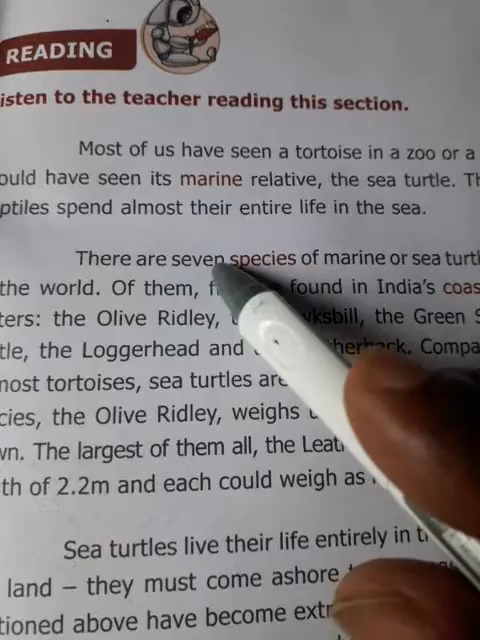 READING
isten to the teacher reading this section.
Most of us have seen a tortoise in a zoo or a
ould have seen its marine relative, the sea turtle. Th
ptiles spend almost their entire life in the sea.
There are seven species of marine or sea turtl
the world. Of them, found in India's coas
ters: the Olive Ridley, the Green S
tle, the Loggerhead and Compa
most tortoises, sea turtles are
cies, the Olive Ridley, weighs
wn. The largest of them all, the Leat
th of 2.2m and each could weigh as
Sea turtles live their life entirely in t
land – they must come ashore
tioned above have become extr